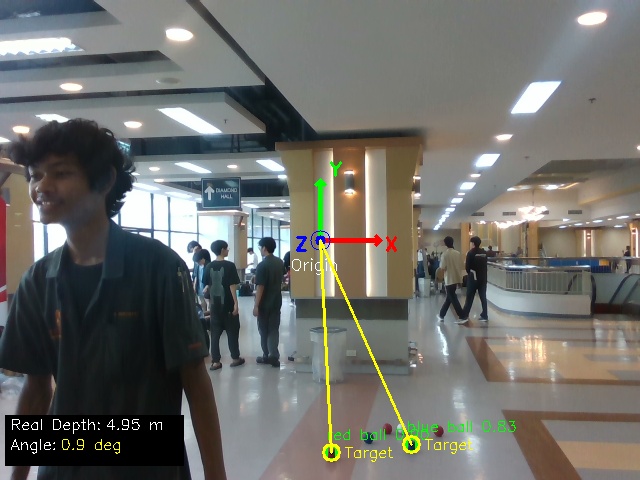 DIAMOND
HALL
Y
Z
X
Origin
blue ball 0.83
ed ball
Target
Target
Real Depth: 4.95 m
Angle: 0.9 deg